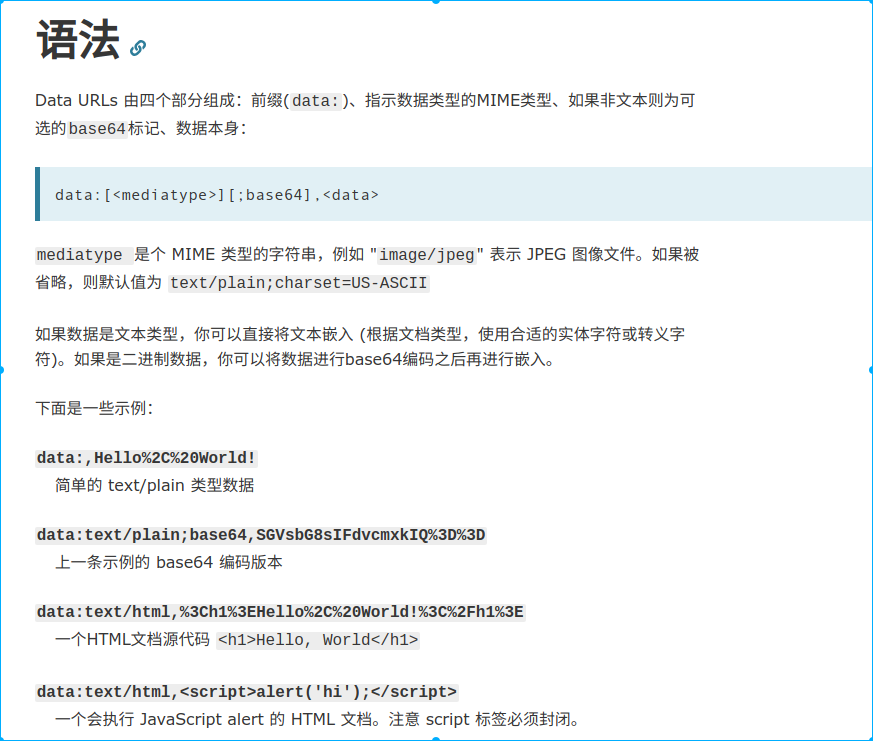 语法
Data URLs 由四个部分组成：前缀(data:)、指示数据类型的MIME类型、如果非文本则为可
选的base64标记、数据本身：
data:[<mediatype>][;base64],<data>
mediatype 是个 MIME 类型的字符串，例如 "image/jpeg" 表示 JPEG 图像文件。如果被
省略，则默认值为 text/plain;charset=US-ASCII
如果数据是文本类型，你可以直接将文本嵌入 (根据文档类型，使用合适的实体字符或转义字
符)。如果是二进制数据，你可以将数据进行base64编码之后再进行嵌入。
下面是一些示例：
data:,Hello%2C%20World!
简单的 text/plain 类型数据
data:text/plain;base64,SGVsbG8sIFdvcmxkIQ%3D%3D
上一条示例的 base64 编码版本
data:text/html,%3Ch1%3EHello%2C%20World!%3C%2Fh1%3E
一个HTML文档源代码 <h1>Hello, World</h1>
data:text/html,<script>alert('hi');</script>
一个会执行 JavaScript alert 的 HTML 文档。注意 script 标签必须封闭。